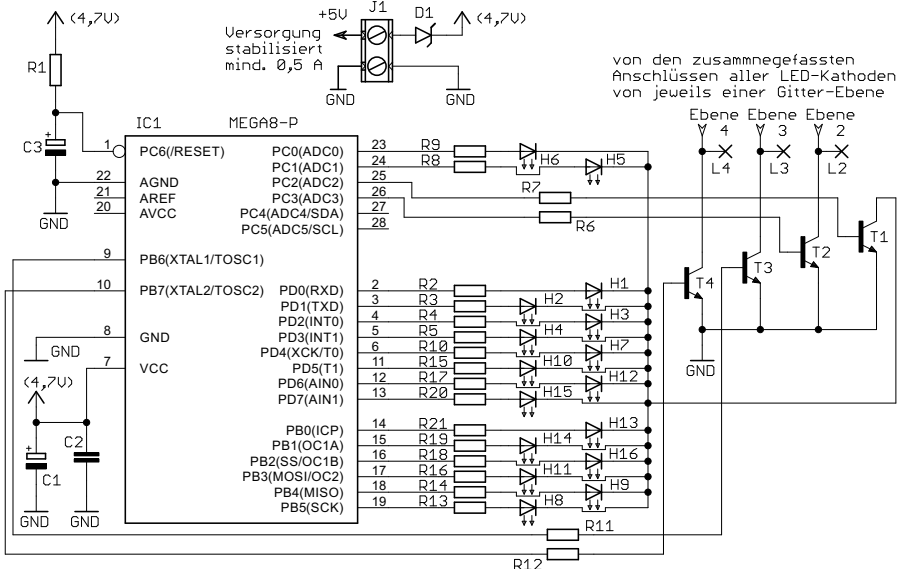 (4,7V)
R1
C3
GND
+5V
J1
D1
(4,7V)
Versorgung
stabilisiert
mind. 0,5 A
GND
GND
von den zusammnegefassten
Anschlüssen aller LED-Kathoden
von jeweils einer Gitter-Ebene
Ebene Ebene Ebene
4 3 2
L4 L3 L2
IC1 MEGA8-P
1 PC6(/RESET)
22 AGND
21 AREF
20 AVCC
9 PB6(XTAL1/TOSC1)
10 PB7(XTAL2/TOSC2)
8 GND
GND
7 VCC
(4,7V)
C1
C2
GND
GND
PC0(ADC0) 23 R9 H6
PC1(ADC1) 24 R8 H5
PC2(ADC2) 25 R7
PC3(ADC3) 26 R6
PC4(ADC4/SDA) 27
PC5(ADC5/SCL) 28
PD0(RXD) 2 R2 H1
PD1(TXD) 3 R3 H2
PD2(INT0) 4 R4 H3
PD3(INT1) 5 R5 H4
PD4(XCK/T0) 6 R10 H7
PD5(T1) 11 R15 H10
PD6(AIN0) 12 R17 H12
PD7(AIN1) 13 R20 H15
PB0(ICP) 14 R21 H13
PB1(OC1A) 15 R19 H14
PB2(SS/OC1B) 16 R18 H16
PB3(MOSI/OC2) 17 R16 H11
PB4(MISO) 18 R14 H9
PB5(SCK) 19 R13 H8
T4 T3 T2 T1
GND
R11
R12